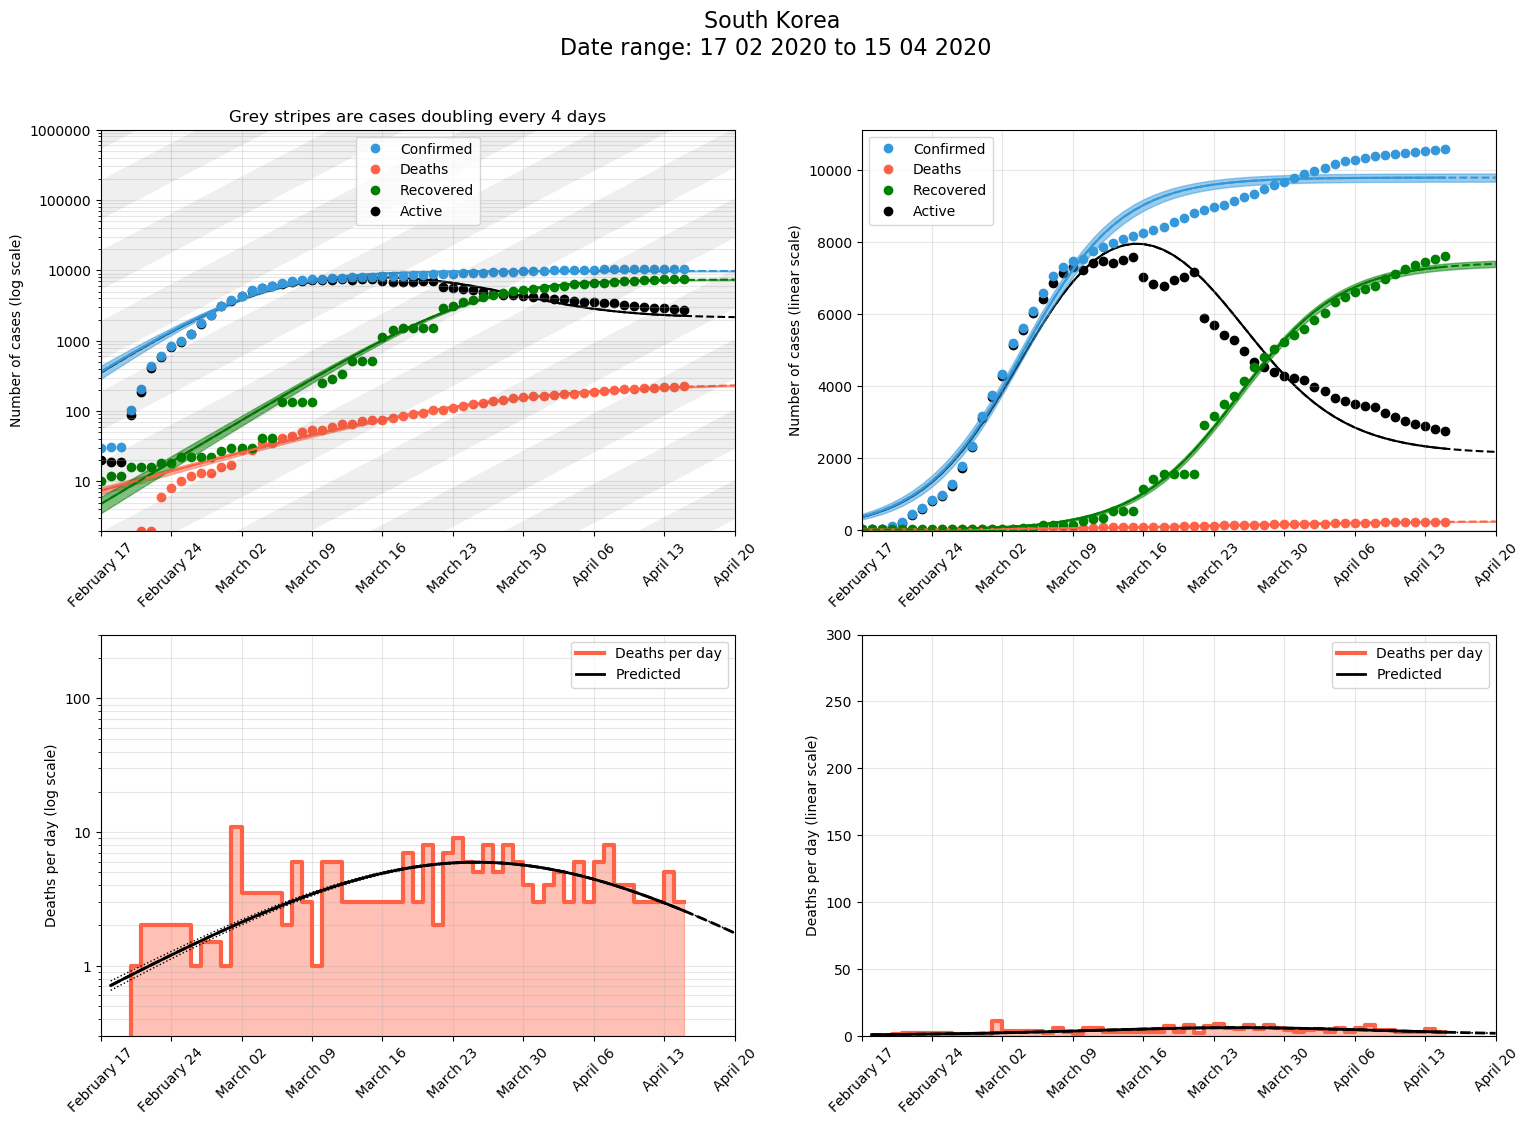 South Korea
Date range: 17 02 2020 to 15 04 2020
Grey stripes are cases doubling every 4 days
Number of cases (log scale)
1000000
100000
10000
1000
100
10
Confirmed
Deaths
Recovered
Active
February 17
February 24
March 02
March 09
March 16
March 23
March 30
April 06
April 13
April 20
Number of cases (linear scale)
10000
8000
6000
4000
2000
0
Confirmed
Deaths
Recovered
Active
February 17
February 24
March 02
March 09
March 16
March 23
March 30
April 06
April 13
April 20
Deaths per day (log scale)
100
10
1
Deaths per day
Predicted
February 17
February 24
March 02
March 09
March 16
March 23
March 30
April 06
April 13
April 20
Deaths per day (linear scale)
300
250
200
150
100
50
0
Deaths per day
Predicted
February 17
February 24
March 02
March 09
March 16
March 23
March 30
April 06
April 13
April 20